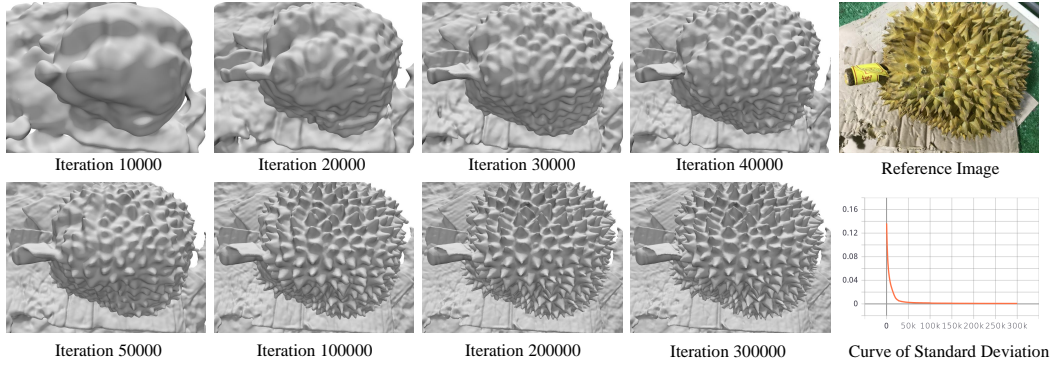 Iteration 10000
Iteration 20000
Iteration 30000
Iteration 40000
Reference Image
0.16
0.12
0.08
0.04
0
0 50k 100k 150k 200k 250k 300k
Iteration 50000
Iteration 100000
Iteration 200000
Iteration 300000
Curve of Standard Deviation